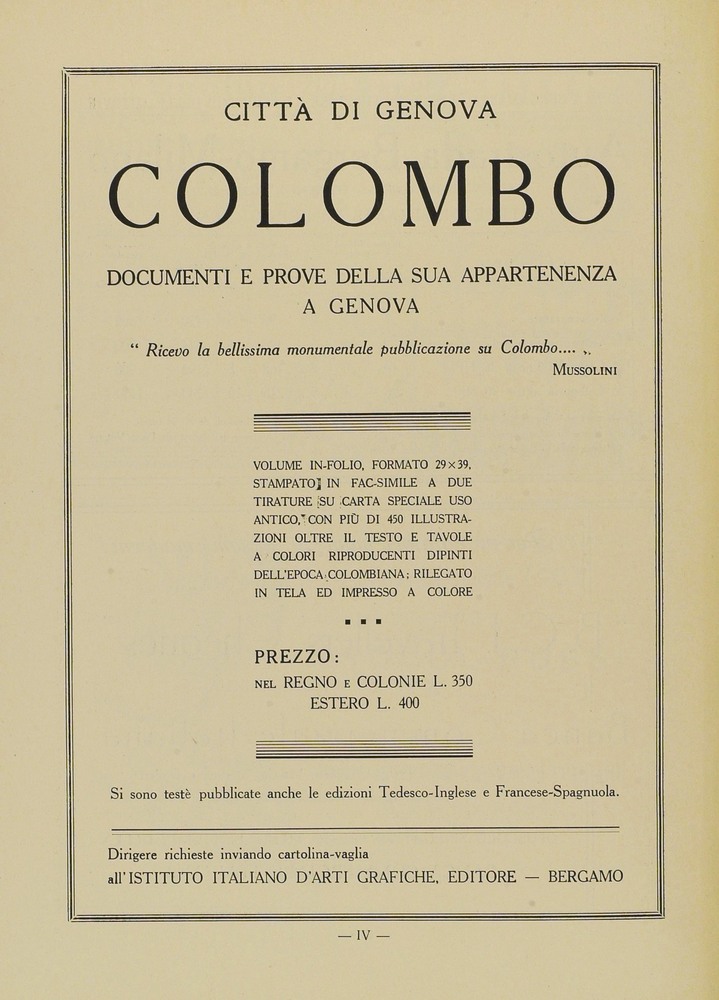 CITTÀ DI GENOVA
COLOMBO
DOCUMENTI E PROVE DELLA SUA APPARTENENZA
A GENOVA
“ Ricevo la bellissima monumentale pubblicazione su Colombo.... „
MUSSOLINI
VOLUME IN-FOLIO, FORMATO 29×39,
STAMPATO IN FAC-SIMILE A DUE
TIRATURE SU CARTA SPECIALE USO
ANTICO, CON PIÙ DI 450 ILLUSTRA-
ZIONI OLTRE IL TESTO E TAVOLE
A COLORI RIPRODUCENTI DIPINTI
DELL'EPOCA COLOMBIANA; RILEGATO
IN TELA ED IMPRESSO A COLORE
PREZZO:
NEL REGNO E COLONIE L. 350
ESTERO L. 400
Si sono testè pubblicate anche le edizioni Tedesco-Inglese e Francese-Spagnuola.
Dirigere richieste inviando cartolina-vaglia
all'ISTITUTO ITALIANO D'ARTI GRAFICHE, EDITORE — BERGAMO
— IV —